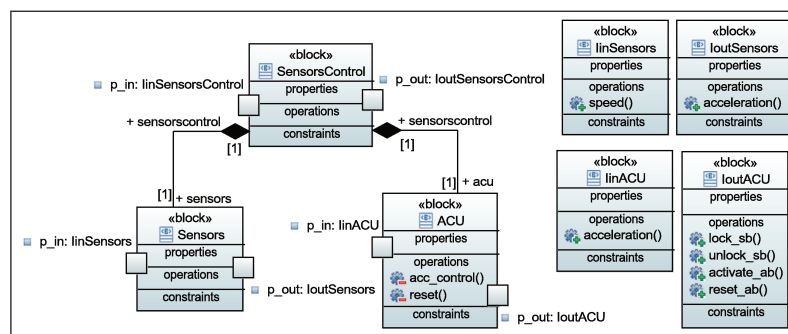 «block»
SensorsControl
properties
operations
constraints
p_in: IinSensorsControl
p_out: IoutSensorsControl
+ sensorscontrol
[1]
+ sensorscontrol
[1]
[1]
+ sensors
[1]
+ acu
«block»
Sensors
properties
operations
constraints
p_in: IinSensors
p_out: IoutSensors
«block»
ACU
properties
operations
acc_control()
reset()
constraints
p_in: IinACU
p_out: IoutACU
«block»
IinSensors
properties
operations
speed()
constraints
«block»
IoutSensors
properties
operations
acceleration()
constraints
«block»
IinACU
properties
operations
acceleration()
constraints
«block»
IoutACU
properties
operations
lock_sb()
unlock_sb()
activate_ab()
reset_ab()
constraints